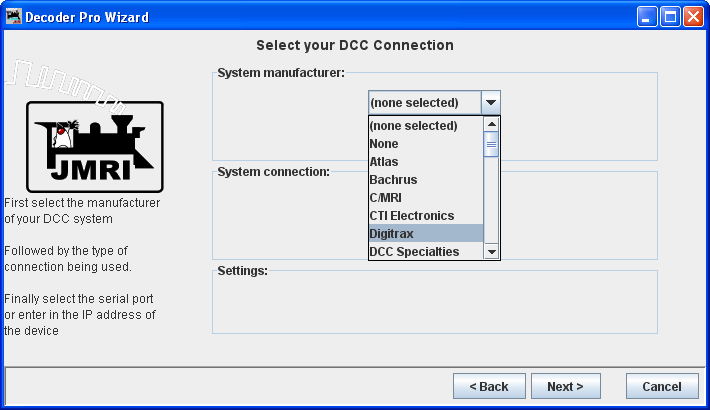 Decoder Pro Wizard
Select your DCC Connection
System manufacturer:
(none selected)
(none selected)
None
Atlas
Bachrus
C/MRI
CTI Electronics
Digitrax
DCC Specialties
System connection:
Settings:
JMRI
First select the manufacturer
of your DCC system
Followed by the type of
connection being used.
Finally select the serial port
or enter in the IP address of
the device
< Back
Next >
Cancel